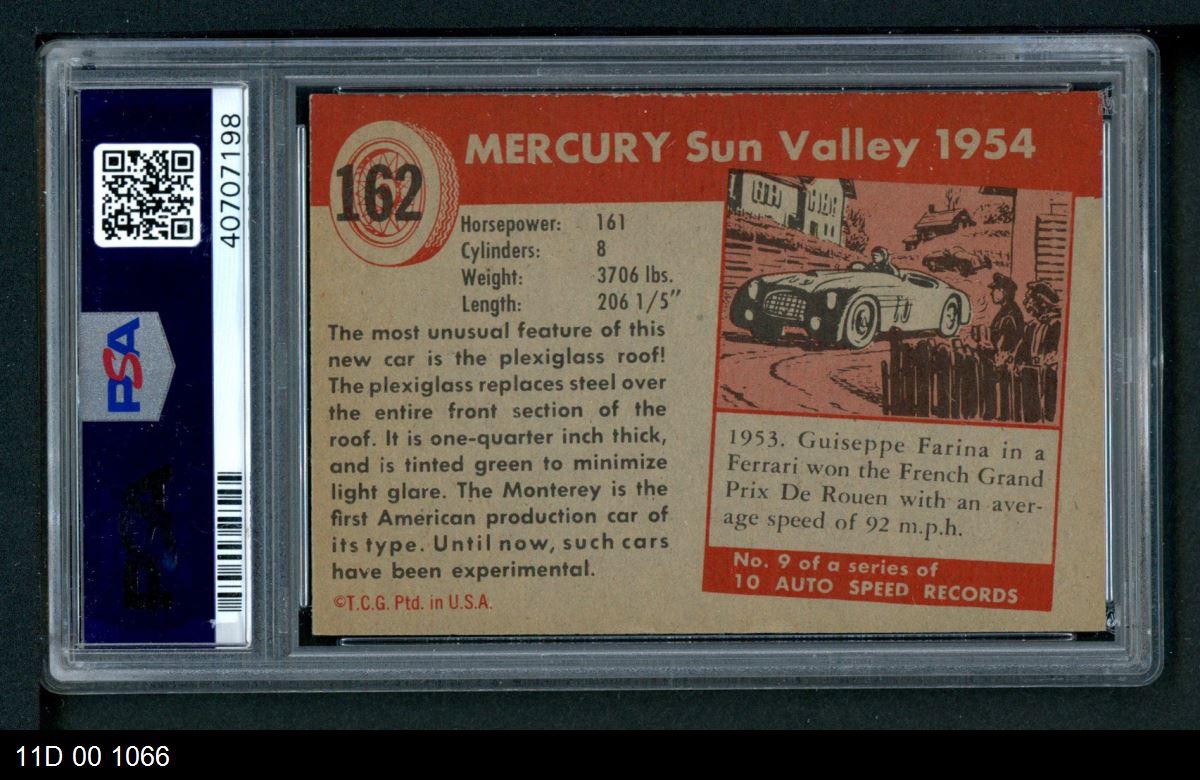 MERCURY Sun Valley 1954
162
Horsepower: 161
Cylinders: 8
Weight: 3706 lbs.
Length: 206 1/5"
The most unusual feature of this
new car is the plexiglass roof!
The plexiglass replaces steel over
the entire front section of the
roof. It is one-quarter inch thick,
and is tinted green to minimize
light glare. The Monterey is the
first American production car of
its type. Until now, such cars
have been experimental.
©T.C.G. Ptd. in U.S.A.
1953. Guiseppe Farina in a
Ferrari won the French Grand
Prix De Rouen with an aver-
age speed of 92 m.p.h.
No. 9 of a series of
10 AUTO SPEED RECORDS
40707198
PSA
PSA
11D 00 1066